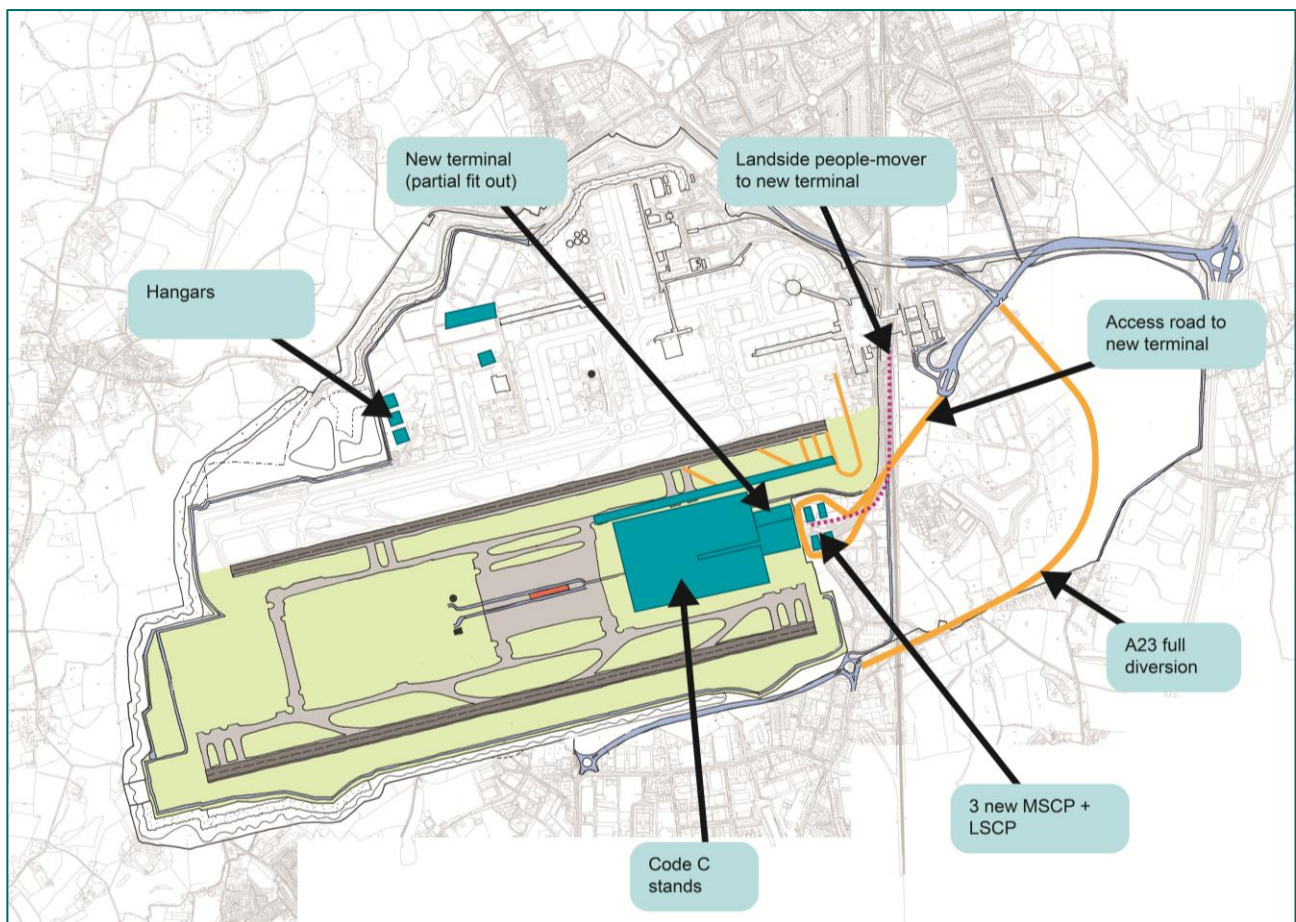 New terminal
(partial fit out)
Landside people-mover
to new terminal
Hangars
Access road to
new terminal
A23 full
diversion
3 new MSCP +
LSCP
Code C
stands